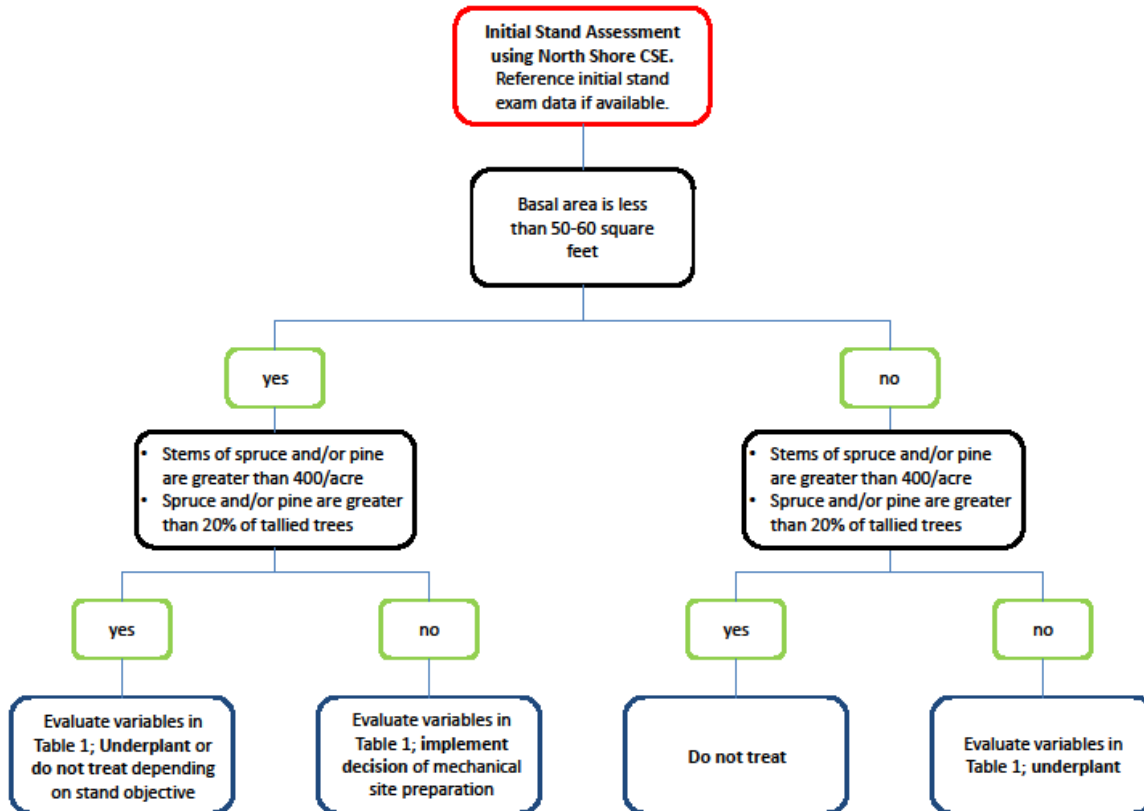 Initial Stand Assessment
using North Shore CSE.
Reference initial stand
exam data if available.
Basal area is less
than 50-60 square
feet
yes
no
• Stems of spruce and/or pine
are greater than 400/acre
• Spruce and/or pine are greater
than 20% of tallied trees
• Stems of spruce and/or pine
are greater than 400/acre
• Spruce and/or pine are greater
than 20% of tallied trees
yes
no
yes
no
Evaluate variables in
Table 1; Underplant or
do not treat depending
on stand objective
Evaluate variables in
Table 1; implement
decision of mechanical
site preparation
Do not treat
Evaluate variables in
Table 1; underplant